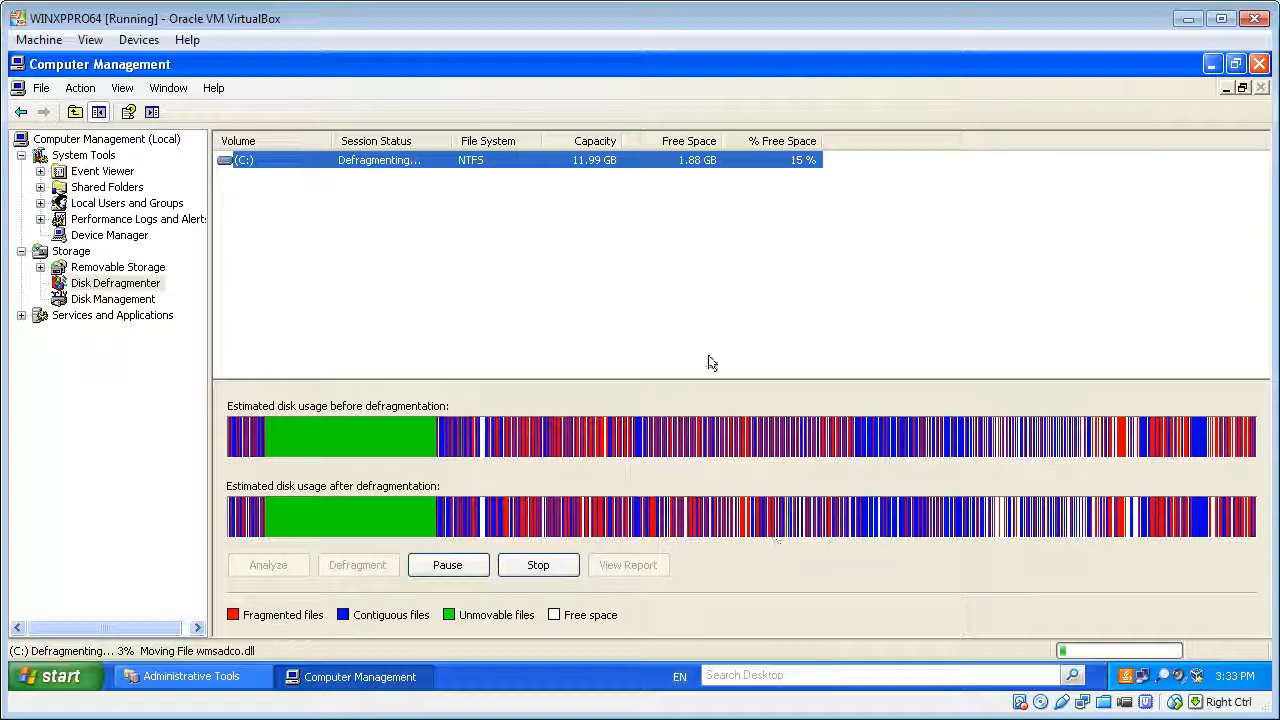 WINXPPRO64 [Running] - Oracle VM VirtualBox
Machine View Devices Help
Computer Management
File Action View Window Help
Computer Management (Local)
System Tools
Event Viewer
Shared Folders
Local Users and Groups
Performance Logs and Alert:
Device Manager
Storage
Removable Storage
Disk Defragmenter
Disk Management
Services and Applications
Volume Session Status File System Capacity Free Space % Free Space
(C:) Defragmenting... NTFS 11.99 GB 1.88 GB 15 %
Estimated disk usage before defragmentation:
Estimated disk usage after defragmentation:
Analyze Defragment Pause Stop View Report
Fragmented files Contiguous files Unmovable files Free space
(C:) Defragmenting... 3% Moving File wmsadco.dll
start Administrative Tools Computer Management EN Search Desktop 3:33 PM
Right Ctrl